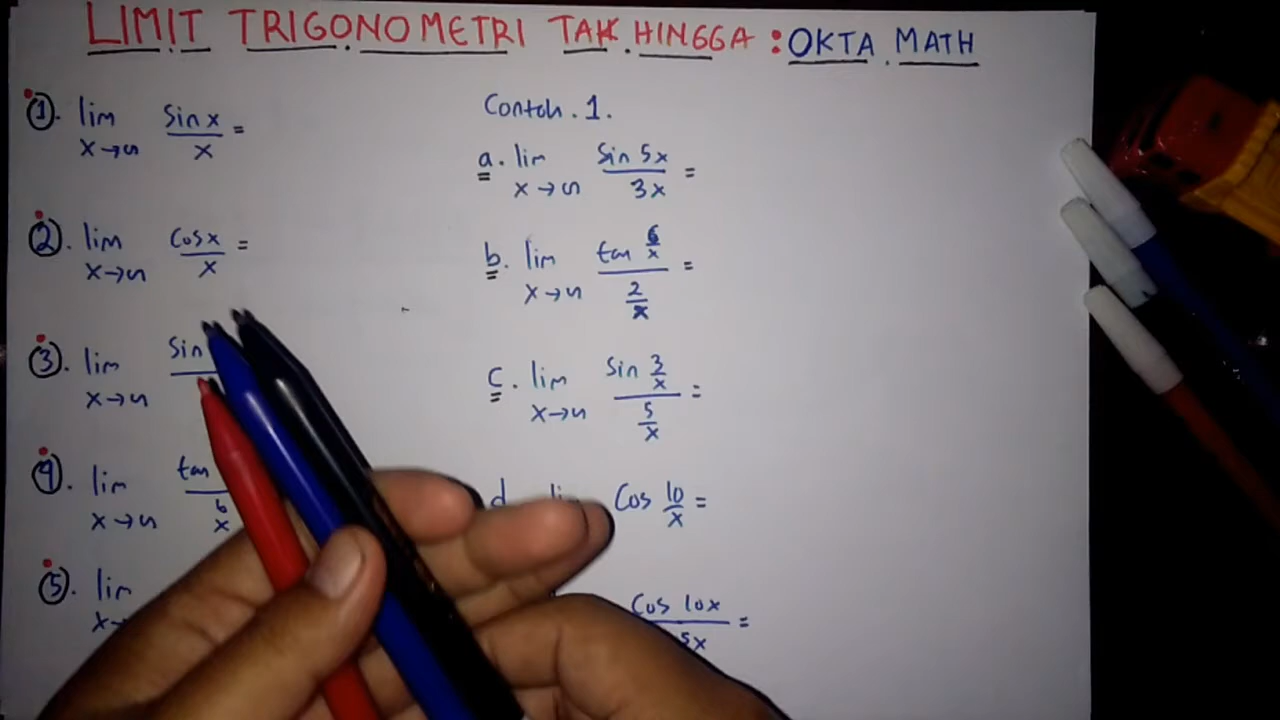 LIMIT TRIGONOMETRI TAK HINGGA : OKTA MATH
1. lim x→∞ sin x / x =
2. lim x→∞ cos x / x =
3. lim x→∞ sin
4. lim x→∞ tan / 6/x
5. lim x→
Contoh . 1.
a. lim x→∞ sin 5x / 3x =
b. lim x→∞ tan 6/x / 2/x =
c. lim x→∞ sin 3/x / 5/x =
d. cos 10/x =
cos 10x / 5x =